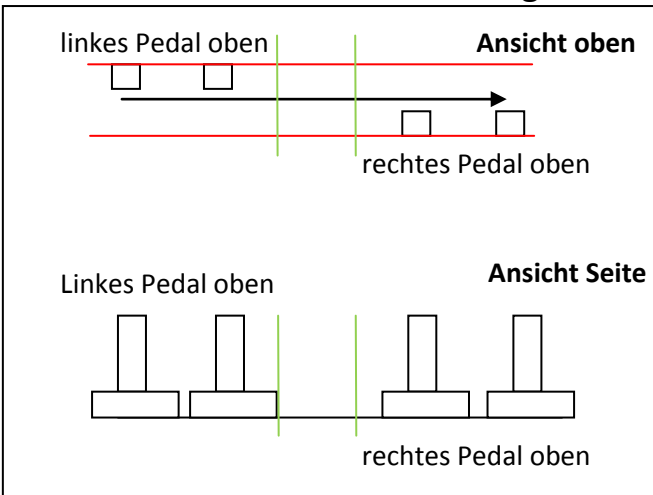 linkes Pedal oben
Ansicht oben
rechtes Pedal oben
Linkes Pedal oben
Ansicht Seite
rechtes Pedal oben